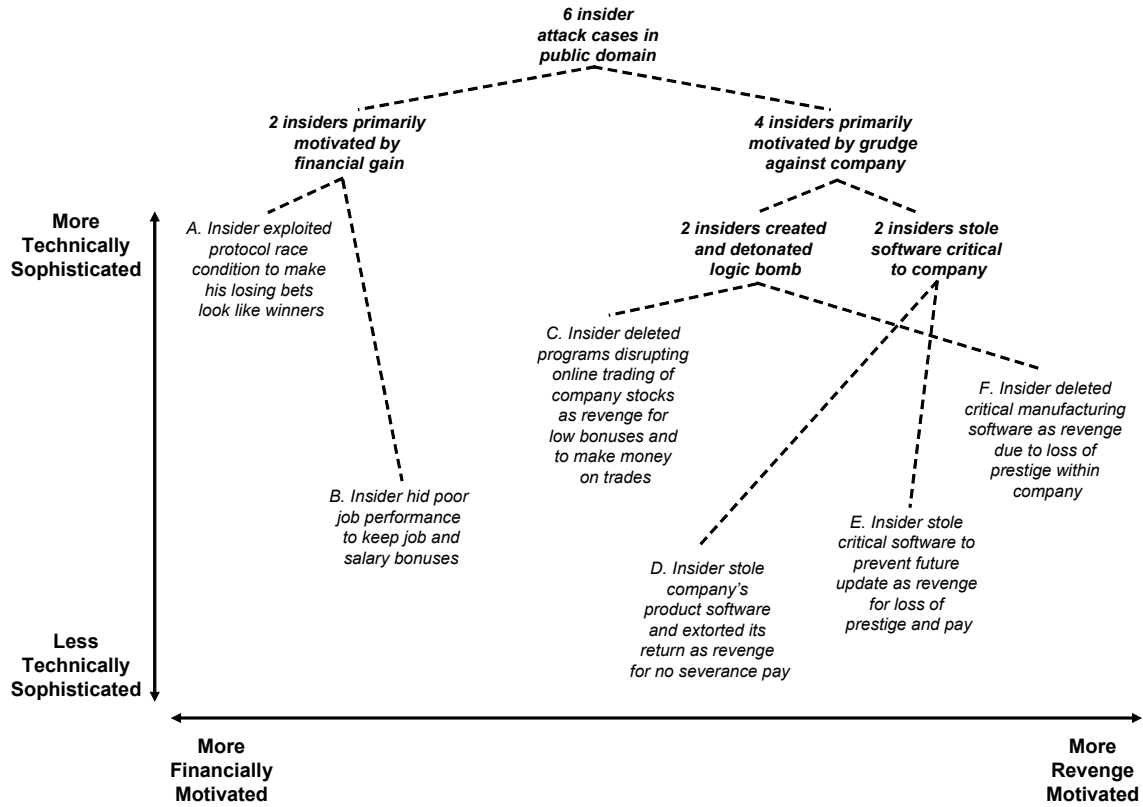 6 insider
attack cases in
public domain
2 insiders primarily
motivated by
financial gain
4 insiders primarily
motivated by grudge
against company
More
Technically
Sophisticated
A. Insider exploited
protocol race
condition to make
his losing bets
look like winners
2 insiders created
and detonated
logic bomb
2 insiders stole
software critical
to company
C. Insider deleted
programs disrupting
online trading of
company stocks
as revenge for
low bonuses and
to make money
on trades
F. Insider deleted
critical manufacturing
software as revenge
due to loss of
prestige within
company
B. Insider hid poor
job performance
to keep job and
salary bonuses
E. Insider stole
critical software to
prevent future
update as revenge
for loss of
prestige and pay
D. Insider stole
company’s
product software
and extorted its
return as revenge
for no severance pay
Less
Technically
Sophisticated
More
Financially
Motivated
More
Revenge
Motivated